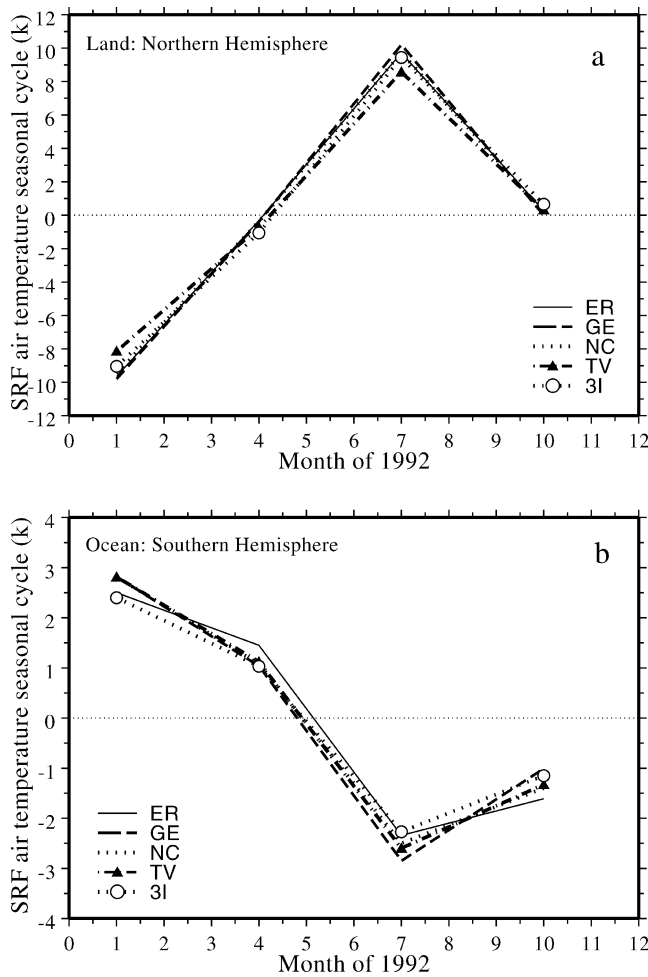 12
10
8
6
4
2
0
-2
-4
-6
-8
-10
-12
SRF air temperature seasonal cycle (k)
Land: Northern Hemisphere
a
ER
GE
NC
TV
3I
0 1 2 3 4 5 6 7 8 9 10 11 12
Month of 1992
4
3
2
1
0
-1
-2
-3
-4
SRF air temperature seasonal cycle (k)
Ocean: Southern Hemisphere
b
ER
GE
NC
TV
3I
0 1 2 3 4 5 6 7 8 9 10 11 12
Month of 1992